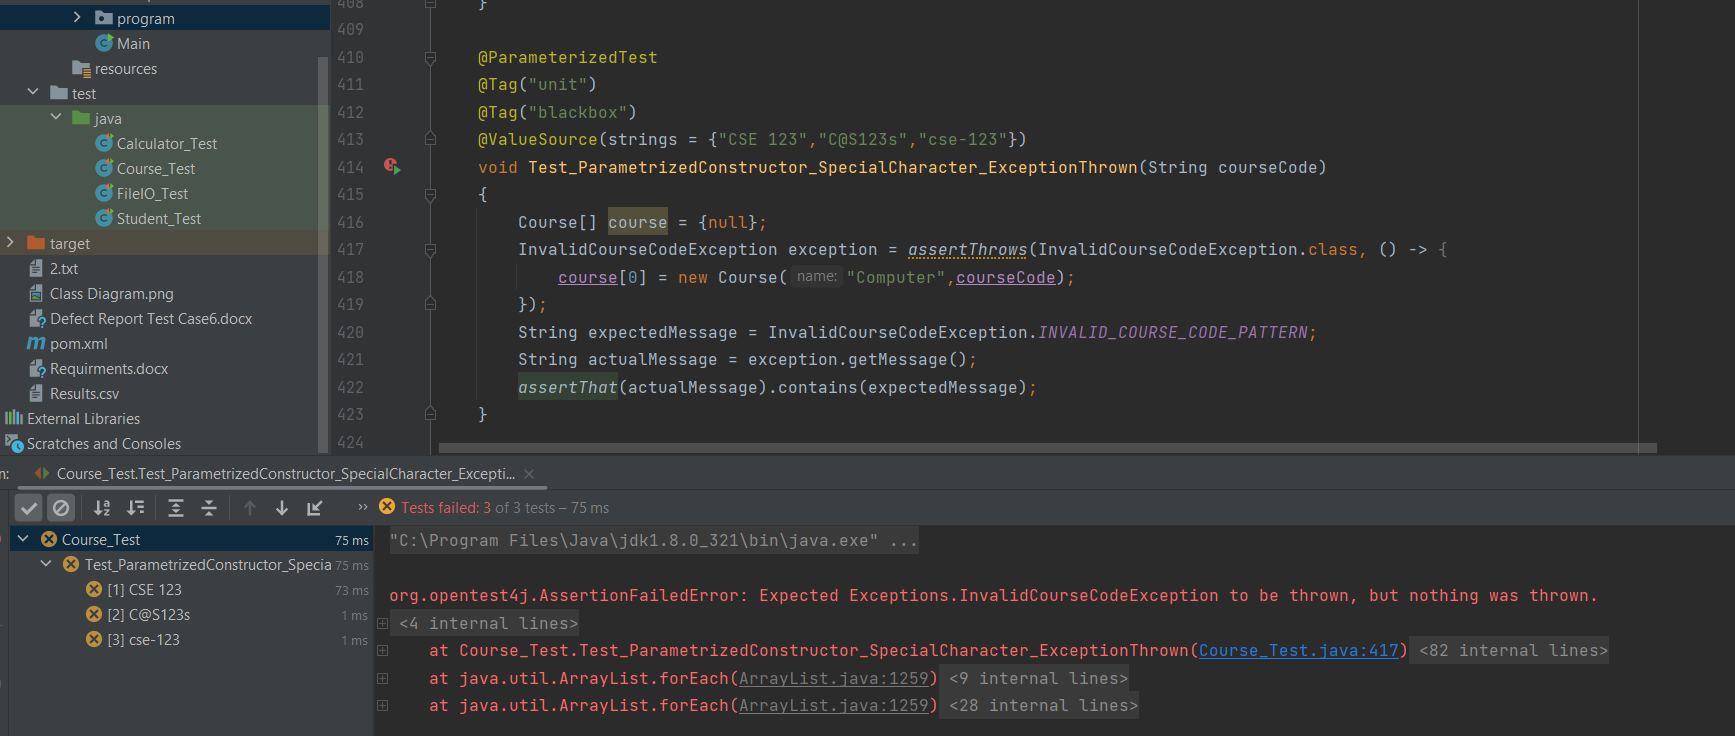 program
Main
resources
test
java
Calculator_Test
Course_Test
FileIO_Test
Student_Test
target
2.txt
Class Diagram.png
Defect Report Test Case6.docx
pom.xml
Requirments.docx
Results.csv
External Libraries
Scratches and Consoles
408 }
409
410 @ParameterizedTest
411 @Tag("unit")
412 @Tag("blackbox")
413 @ValueSource(strings = {"CSE 123","C@S123s","cse-123"})
414 void Test_ParametrizedConstructor_SpecialCharacter_ExceptionThrown(String courseCode)
415 {
416 Course[] course = {null};
417 InvalidCourseCodeException exception = assertThrows(InvalidCourseCodeException.class, () -> {
418 course[0] = new Course( name: "Computer",courseCode);
419 });
420 String expectedMessage = InvalidCourseCodeException.INVALID_COURSE_CODE_PATTERN;
421 String actualMessage = exception.getMessage();
422 assertThat(actualMessage).contains(expectedMessage);
423 }
424
n: Course_Test.Test_ParametrizedConstructor_SpecialCharacter_Excepti...
Tests failed: 3 of 3 tests – 75 ms
Course_Test 75 ms
Test_ParametrizedConstructor_Specia 75 ms
[1] CSE 123 73 ms
[2] C@S123s 1 ms
[3] cse-123 1 ms
"C:\Program Files\Java\jdk1.8.0_321\bin\java.exe" ...
org.opentest4j.AssertionFailedError: Expected Exceptions.InvalidCourseCodeException to be thrown, but nothing was thrown.
<4 internal lines>
at Course_Test.Test_ParametrizedConstructor_SpecialCharacter_ExceptionThrown(Course_Test.java:417) <82 internal lines>
at java.util.ArrayList.forEach(ArrayList.java:1259) <9 internal lines>
at java.util.ArrayList.forEach(ArrayList.java:1259) <28 internal lines>